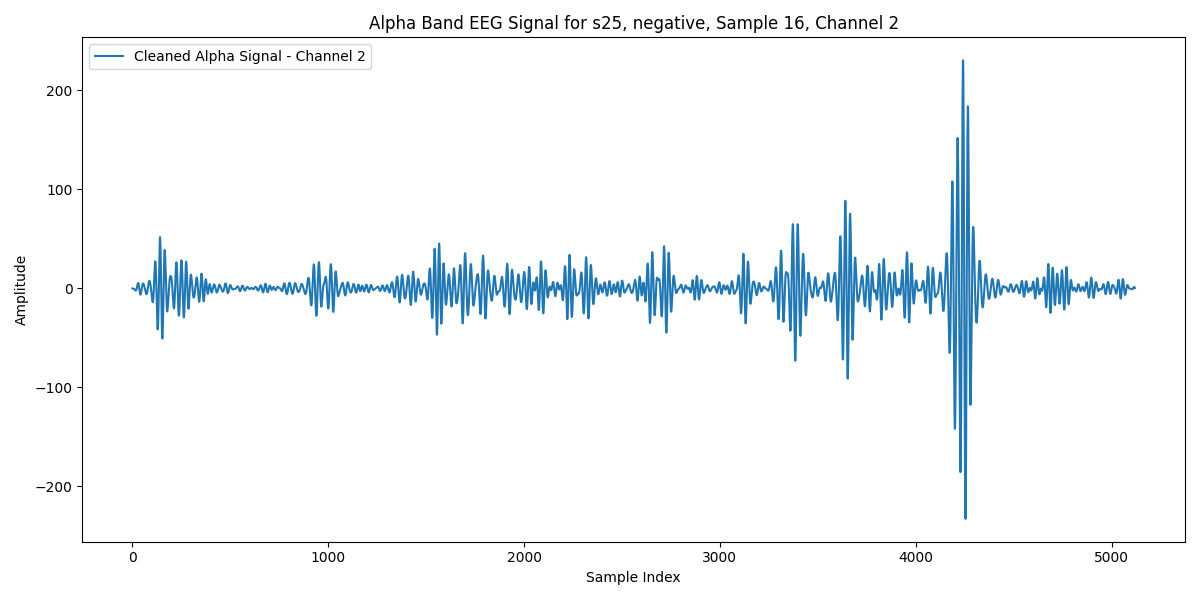 Alpha Band EEG Signal for s25, negative, Sample 16, Channel 2
Cleaned Alpha Signal - Channel 2
Amplitude
200
100
0
−100
−200
0 1000 2000 3000 4000 5000
Sample Index